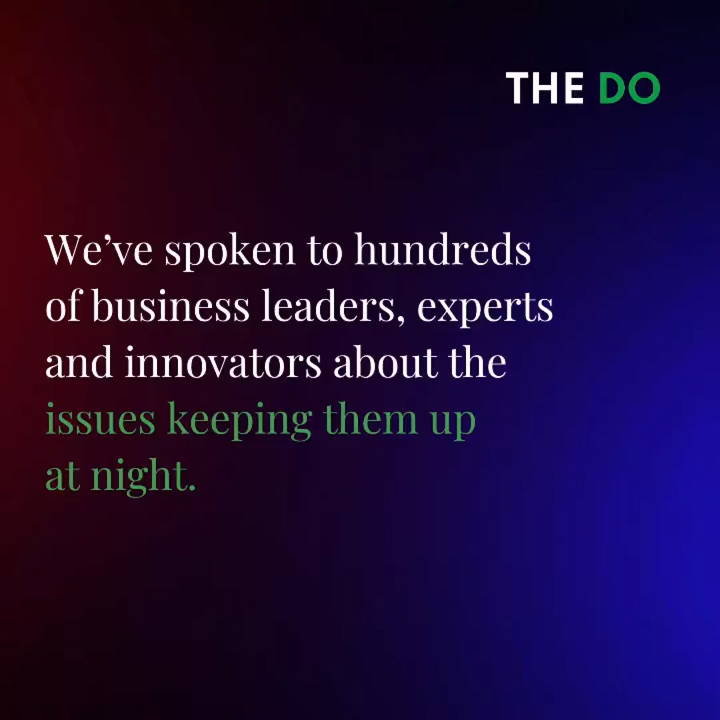 THE DO
We’ve spoken to hundreds
of business leaders, experts
and innovators about the
issues keeping them up
at night.